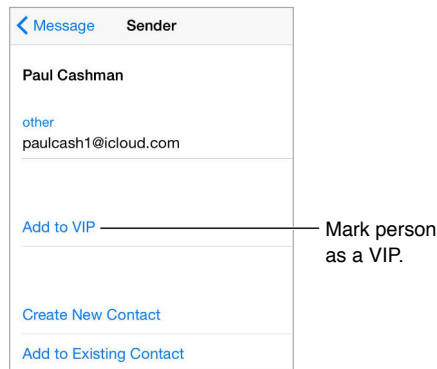 Message Sender
Paul Cashman
other
paulcash1@icloud.com
Add to VIP
Mark person
as a VIP.
Create New Contact
Add to Existing Contact